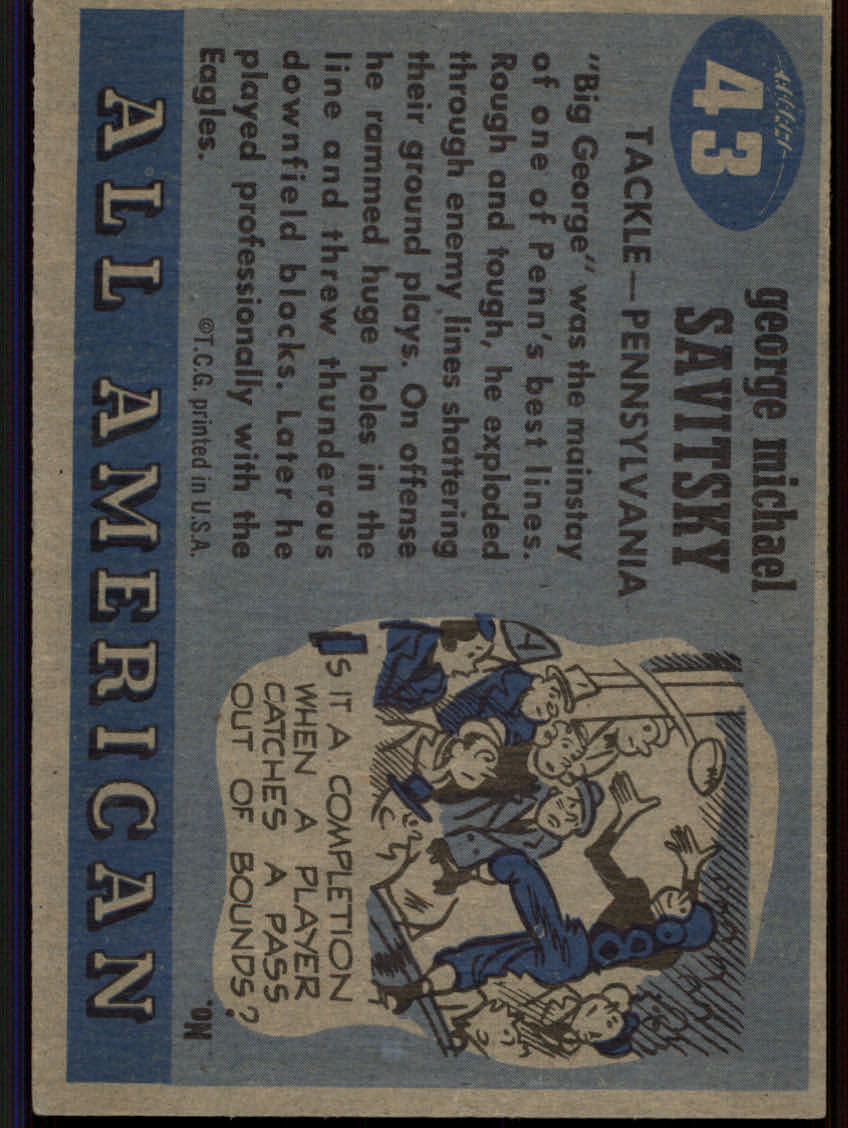 43
george michael
SAVITSKY
TACKLE — PENNSYLVANIA
"Big George" was the mainstay
of one of Penn's best lines.
Rough and tough, he exploded
through enemy lines shattering
their ground plays. On offense
he rammed huge holes in the
line and threw thunderous
downfield blocks. Later he
played professionally with the
Eagles.
©T.C.G. printed in U.S.A.
A
IS IT A COMPLETION
WHEN A PLAYER
CATCHES A PASS
OUT OF BOUNDS?
No.
ALL AMERICAN